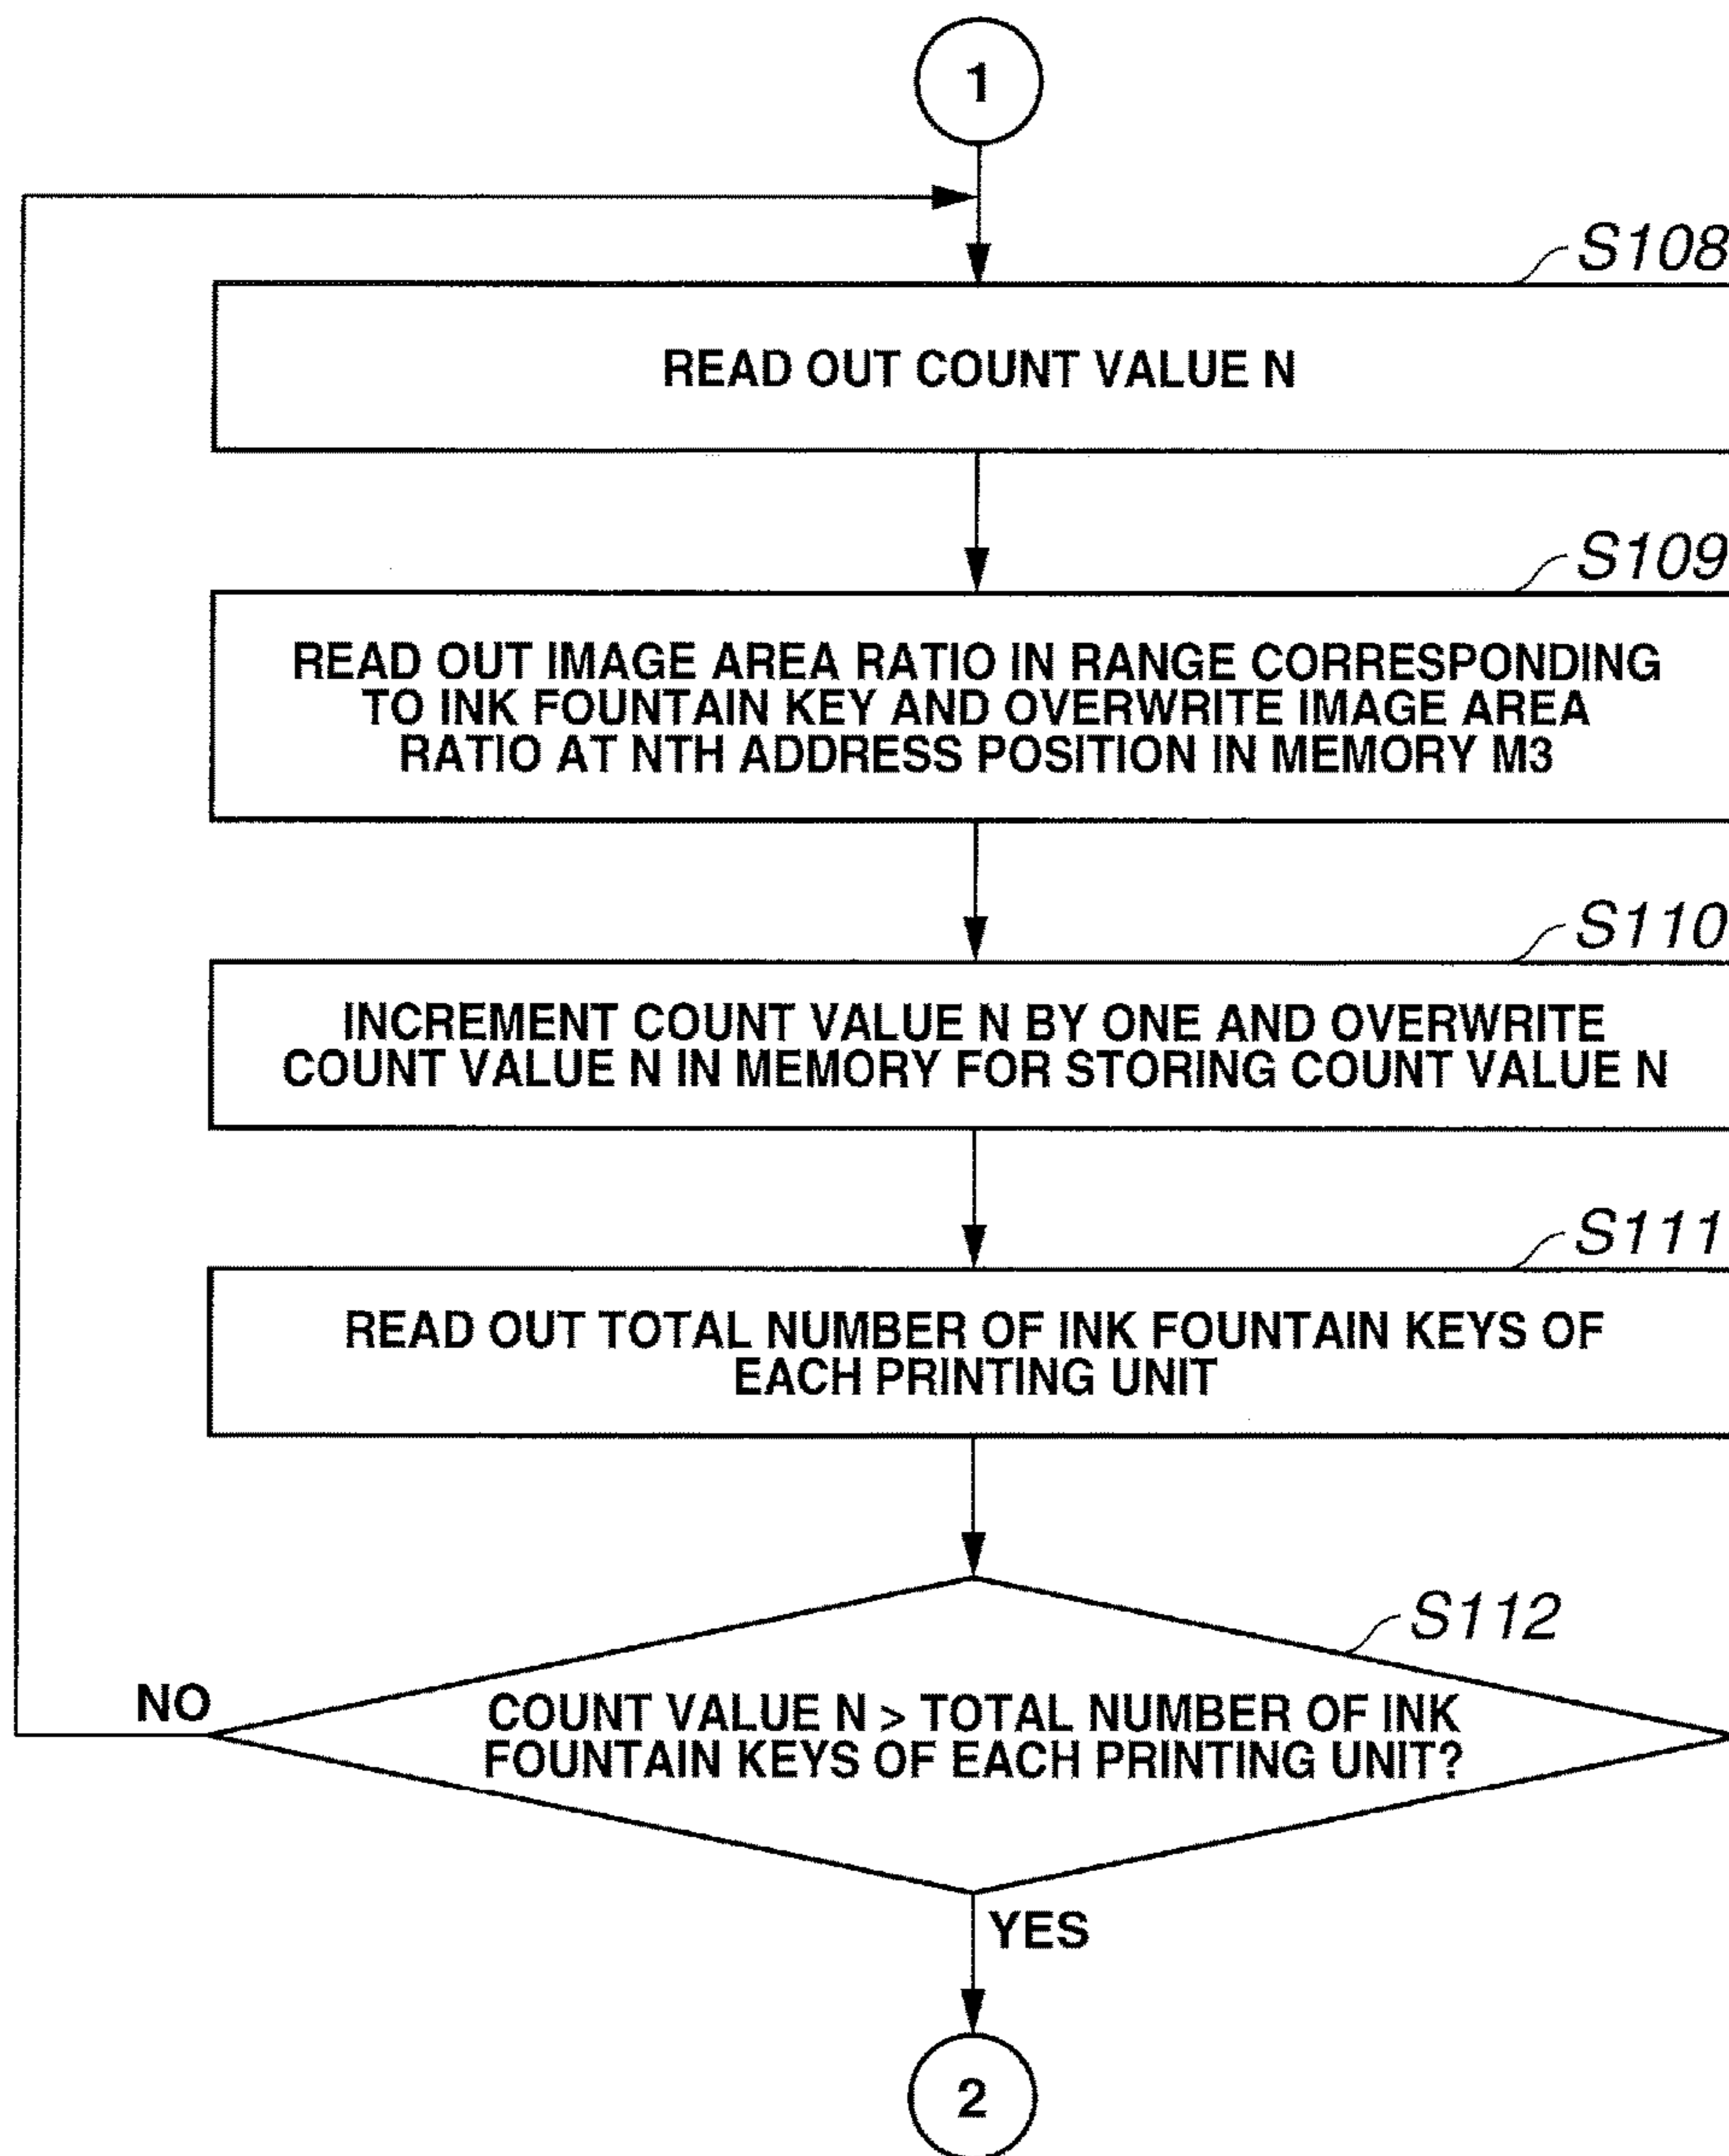 1
S108
READ OUT COUNT VALUE N
S109
READ OUT IMAGE AREA RATIO IN RANGE CORRESPONDING
TO INK FOUNTAIN KEY AND OVERWRITE IMAGE AREA
RATIO AT NTH ADDRESS POSITION IN MEMORY M3
S110
INCREMENT COUNT VALUE N BY ONE AND OVERWRITE
COUNT VALUE N IN MEMORY FOR STORING COUNT VALUE N
S111
READ OUT TOTAL NUMBER OF INK FOUNTAIN KEYS OF
EACH PRINTING UNIT
S112
NO
COUNT VALUE N > TOTAL NUMBER OF INK
FOUNTAIN KEYS OF EACH PRINTING UNIT?
YES
2